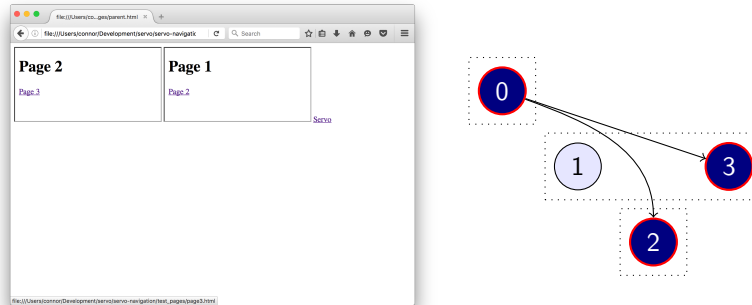 file:///Users/co...ges/parent.html × +
file:///Users/connor/Development/servo/servo-navigatic
Search
Page 2
Page 3
Page 1
Page 2
Servo
file:///Users/connor/Development/servo/servo-navigation/test_pages/page3.html
0
1
3
2